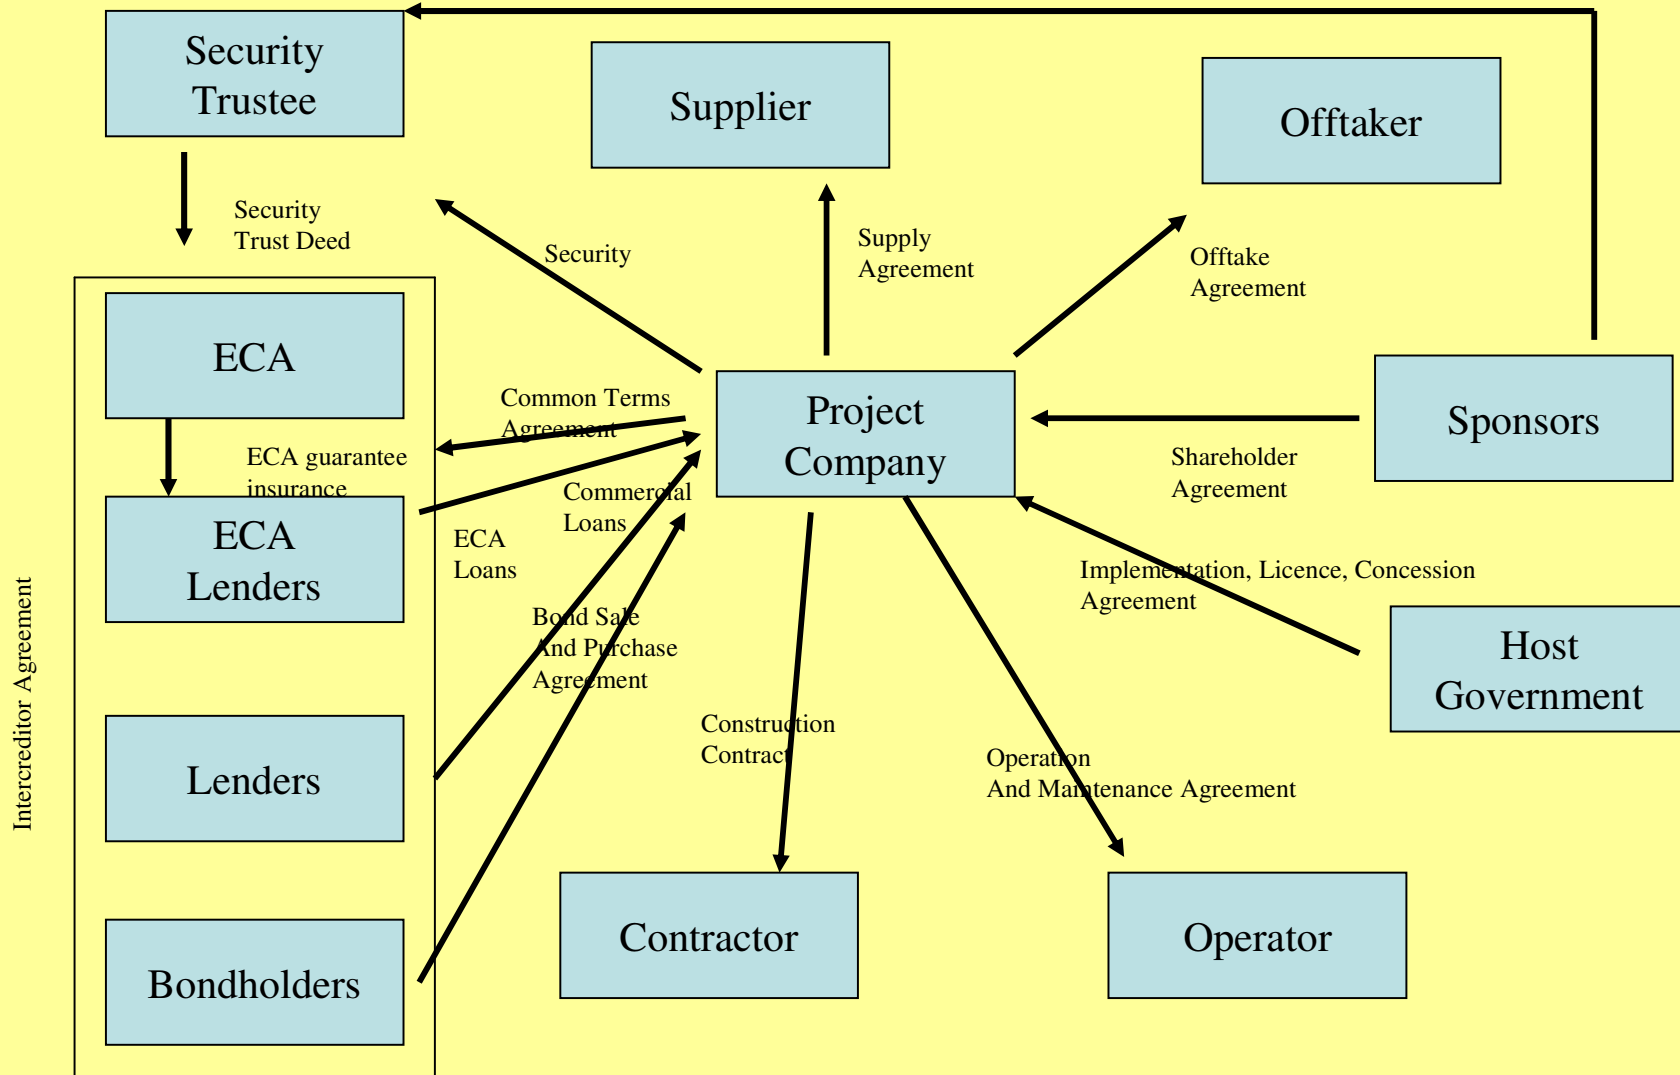 Security
Trustee
Supplier
Offtaker
Security
Trust Deed
Security
Supply
Agreement
Offtake
Agreement
ECA
Common Terms
Agreement
Project
Company
Sponsors
ECA guarantee
insurance
Shareholder
Agreement
Commercial
Loans
ECA
Lenders
ECA
Loans
Implementation, Licence, Concession
Agreement
Intercreditor Agreement
Bond Sale
And Purchase
Agreement
Host
Government
Lenders
Construction
Contract
Operation
And Maintenance Agreement
Bondholders
Contractor
Operator